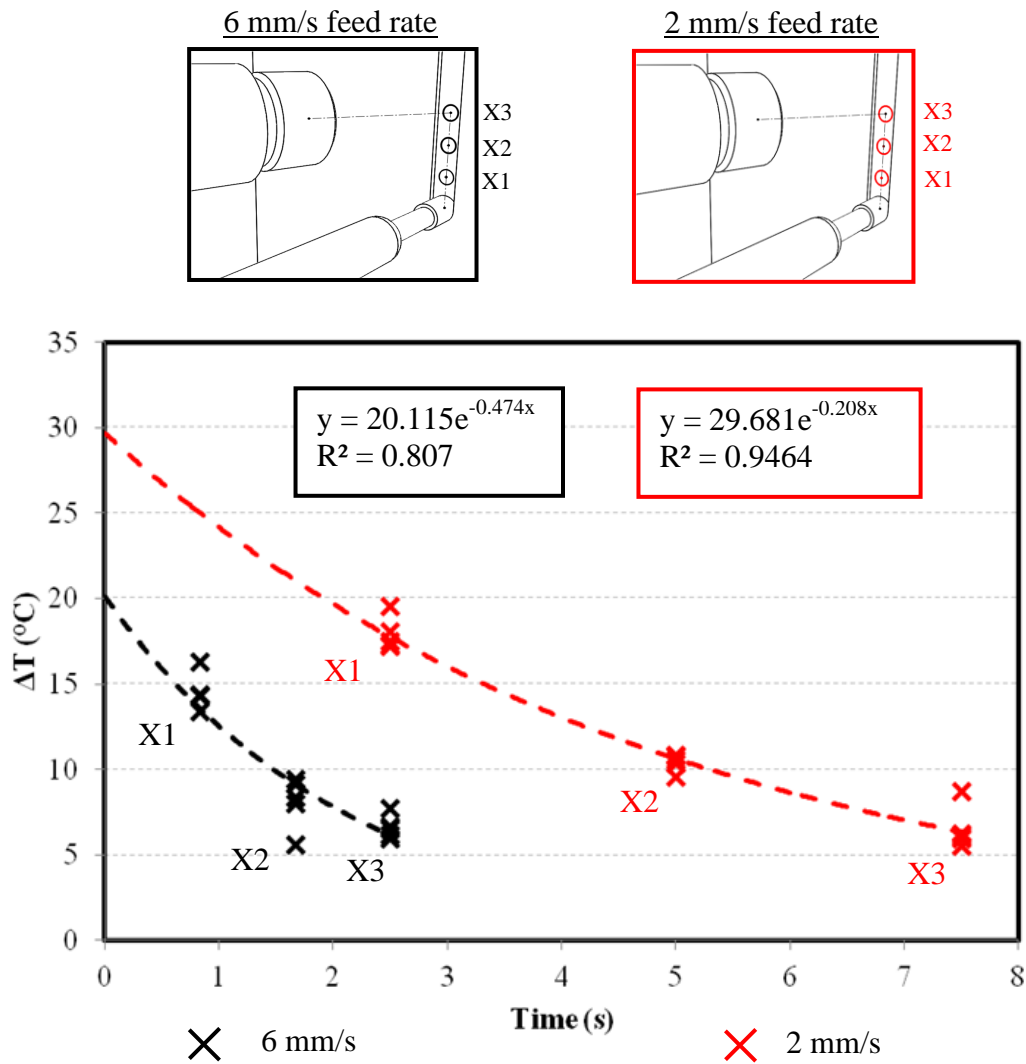 6 mm/s feed rate
2 mm/s feed rate
X3
X2
X1
X3
X2
X1
35
30
25
20
15
10
5
0
ΔT (°C)
y = 20.115e^-0.474x
R² = 0.807
y = 29.681e^-0.208x
R² = 0.9464
X1
X2
X3
X1
X2
X3
0 1 2 3 4 5 6 7 8
Time (s)
6 mm/s
2 mm/s